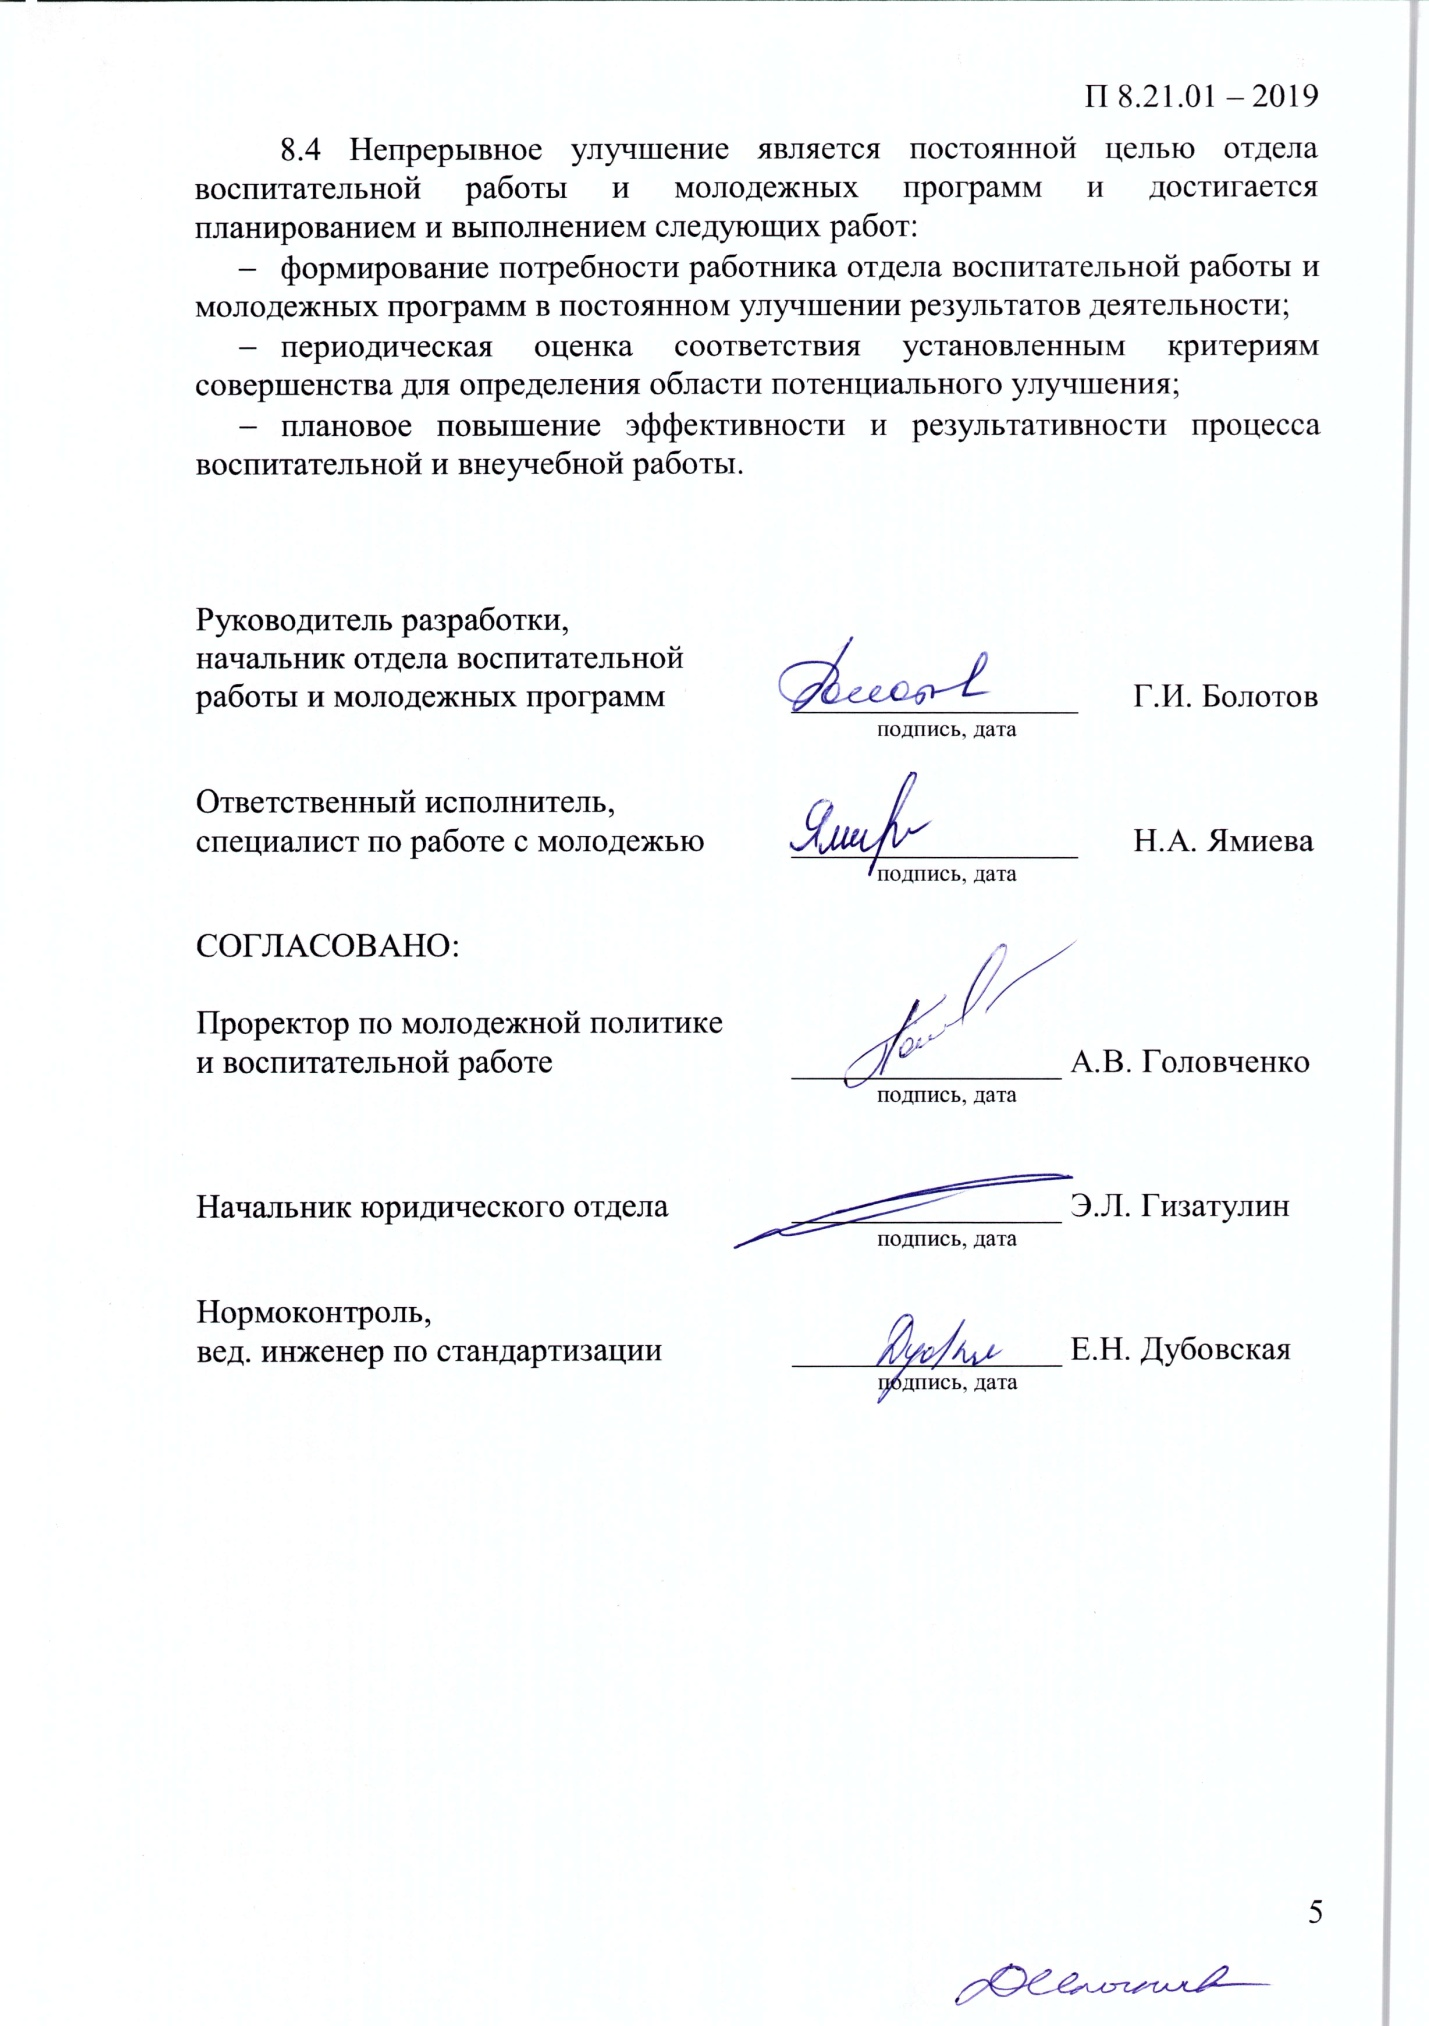 П 8.21.01 – 2019
8.4 Непрерывное улучшение является постоянной целью отдела
воспитательной работы и молодежных программ и достигается
планированием и выполнением следующих работ:
– формирование потребности работника отдела воспитательной работы и
молодежных программ в постоянном улучшении результатов деятельности;
– периодическая оценка соответствия установленным критериям
совершенства для определения области потенциального улучшения;
– плановое повышение эффективности и результативности процесса
воспитательной и внеучебной работы.
Руководитель разработки,
начальник отдела воспитательной
работы и молодежных программ Г.И. Болотов
подпись, дата
Ответственный исполнитель,
специалист по работе с молодежью Н.А. Ямиева
подпись, дата
СОГЛАСОВАНО:
Проректор по молодежной политике
и воспитательной работе А.В. Головченко
подпись, дата
Начальник юридического отдела Э.Л. Гизатулин
подпись, дата
Нормоконтроль,
вед. инженер по стандартизации Е.Н. Дубовская
подпись, дата
5